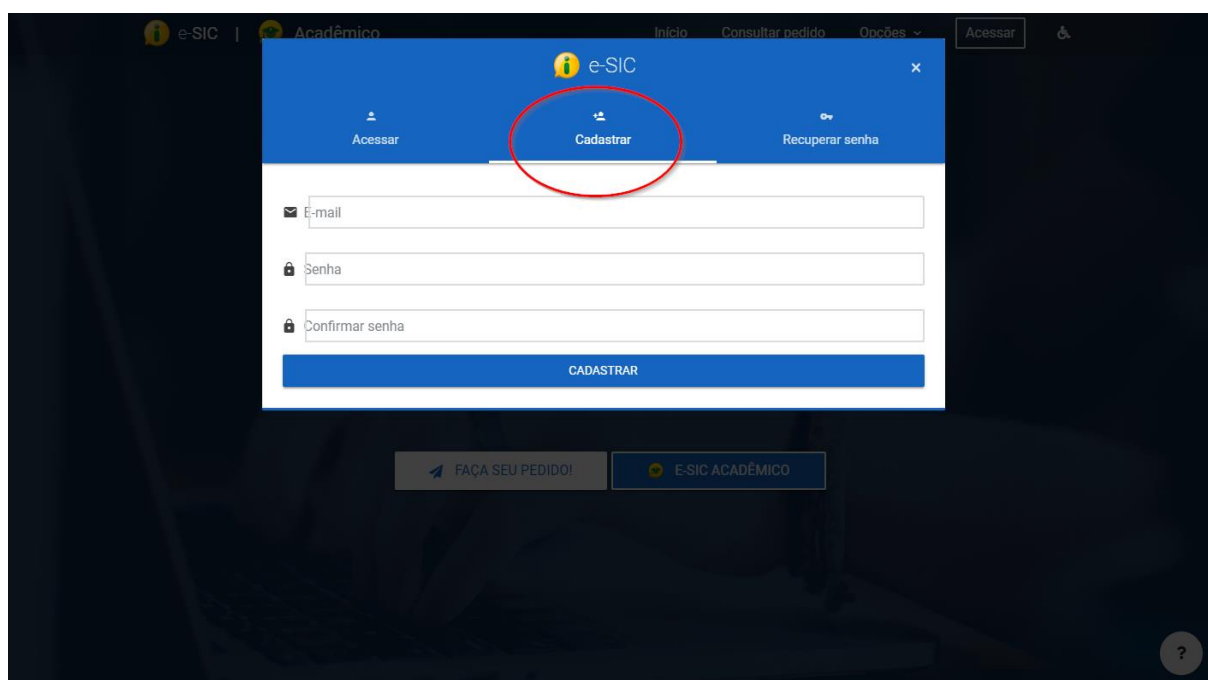 e-SIC | Acadêmico Início Consultar pedido Opções Acessar
e-SIC ×
Acessar Cadastrar Recuperar senha
E-mail
Senha
Confirmar senha
CADASTRAR
FAÇA SEU PEDIDO! E-SIC ACADÊMICO
?